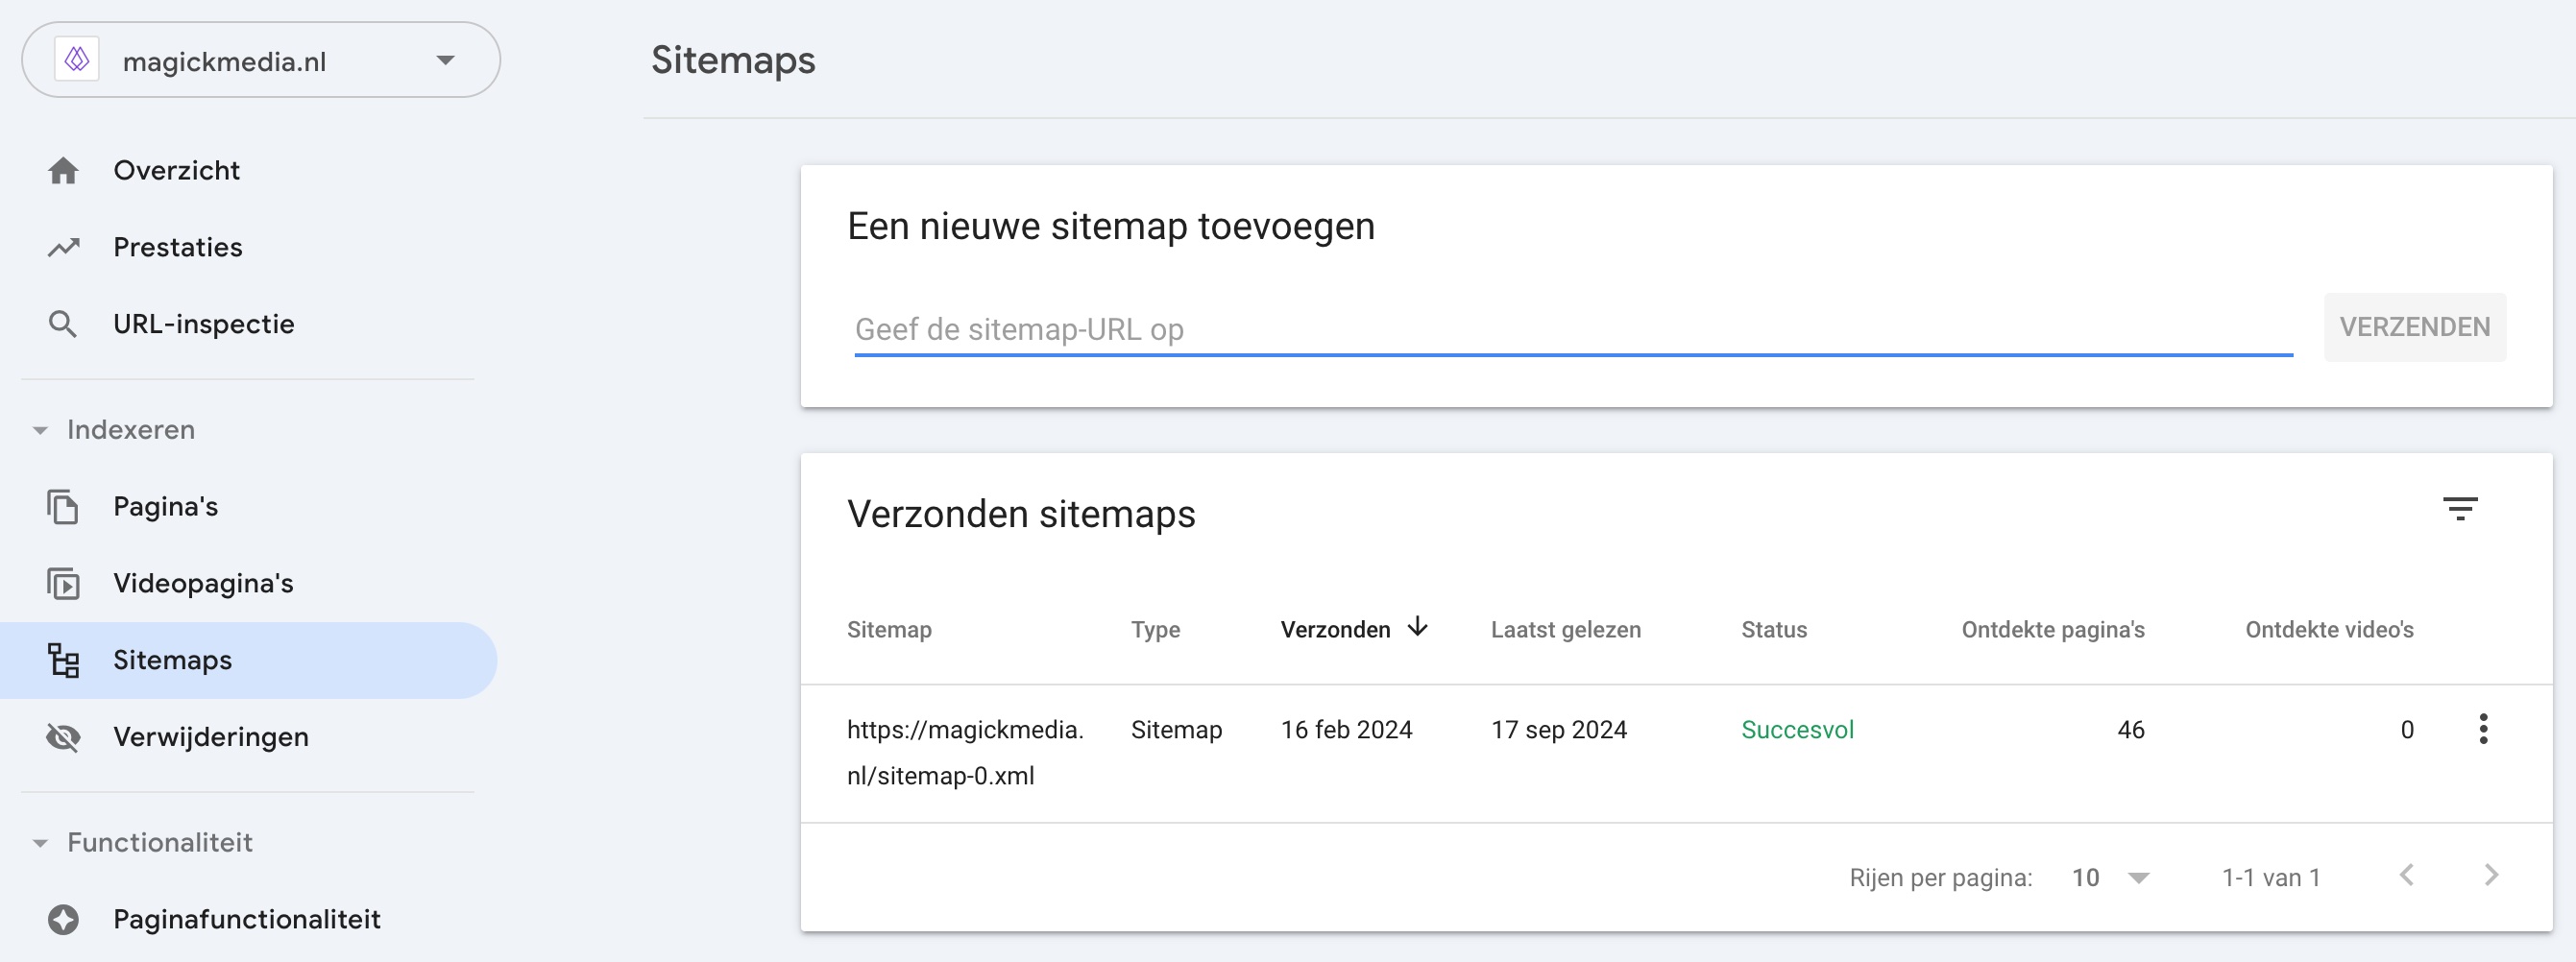 magickmedia.nl
Overzicht
Prestaties
URL-inspectie
Indexeren
Pagina's
Videopagina's
Sitemaps
Verwijderingen
Functionaliteit
Paginafunctionaliteit
Sitemaps
Een nieuwe sitemap toevoegen
Geef de sitemap-URL op
VERZENDEN
Verzonden sitemaps
Sitemap Type Verzonden Laatst gelezen Status Ontdekte pagina's Ontdekte video's
https://magickmedia. Sitemap 16 feb 2024 17 sep 2024 Succesvol 46 0
nl/sitemap-0.xml
Rijen per pagina: 10 1-1 van 1